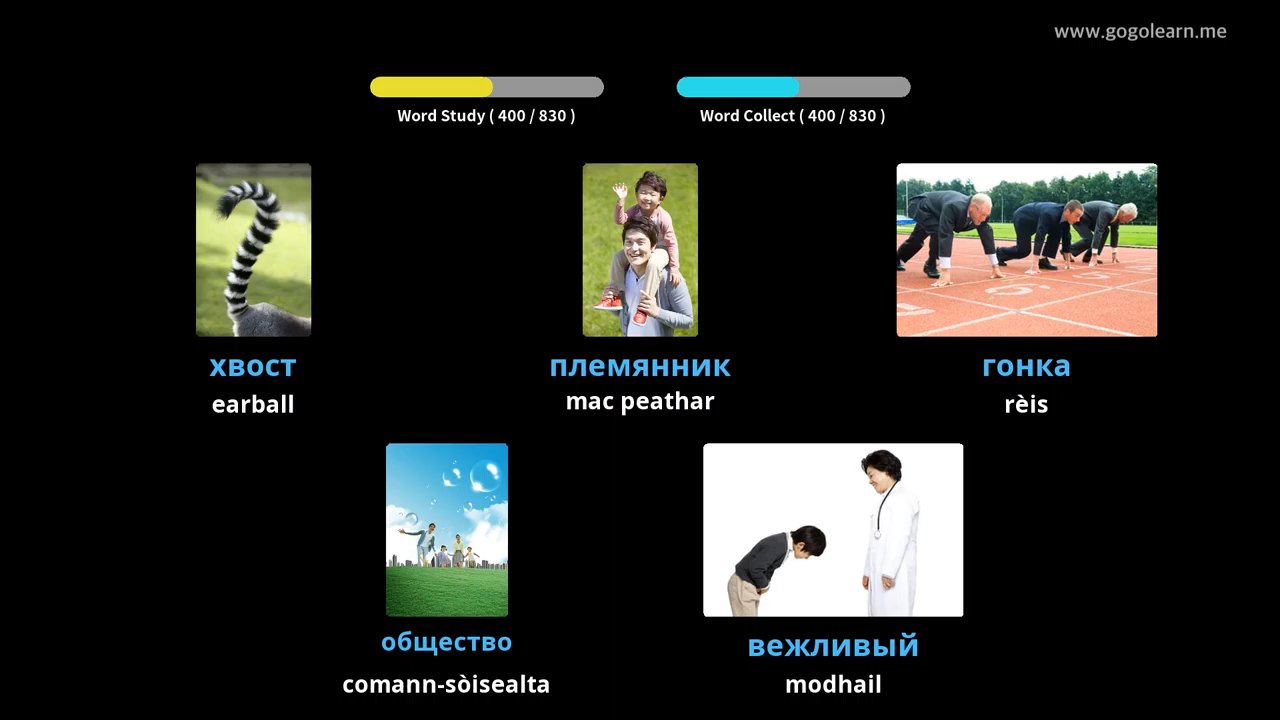 www.gogolearn.me
Word Study ( 400 / 830 )
Word Collect ( 400 / 830 )
хвост
earball
племянник
mac peathar
гонка
rèis
общество
comann-sòisealta
вежливый
modhail